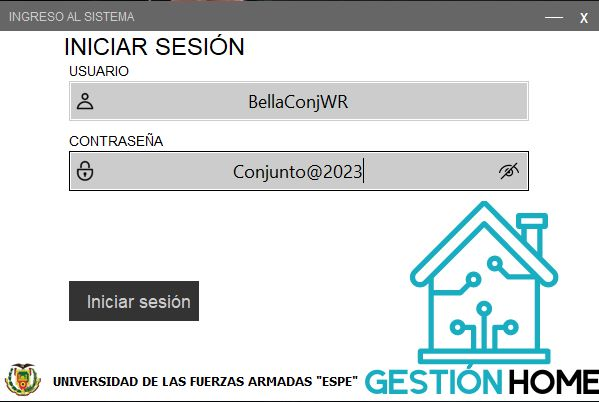 INGRESO AL SISTEMA
X
INICIAR SESIÓN
USUARIO
BellaConjWR
CONTRASEÑA
Conjunto@2023
Iniciar sesión
UNIVERSIDAD DE LAS FUERZAS ARMADAS "ESPE"
GESTIÓN HOME